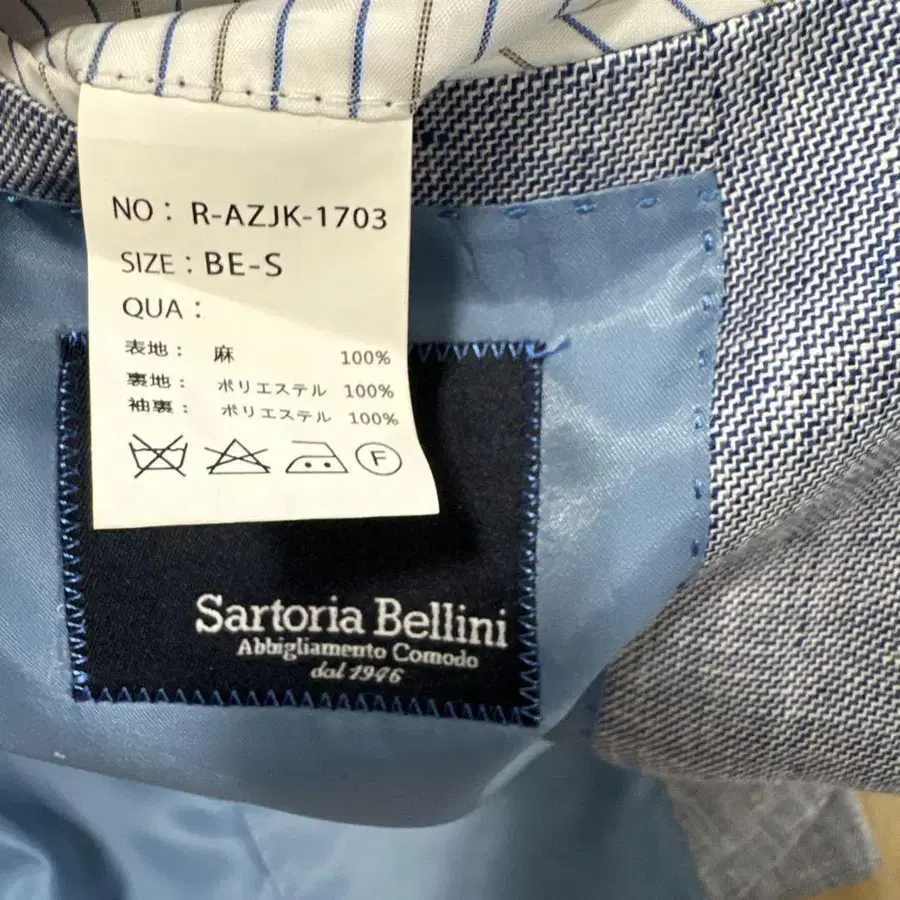 NO : R-AZJK-1703
SIZE : BE-S
QUA :
表地 : 麻 100%
裏地 : ポリエステル 100%
袖裏 : ポリエステル 100%
F
Sartoria Bellini
Abbigliamento Comodo
dal 1946